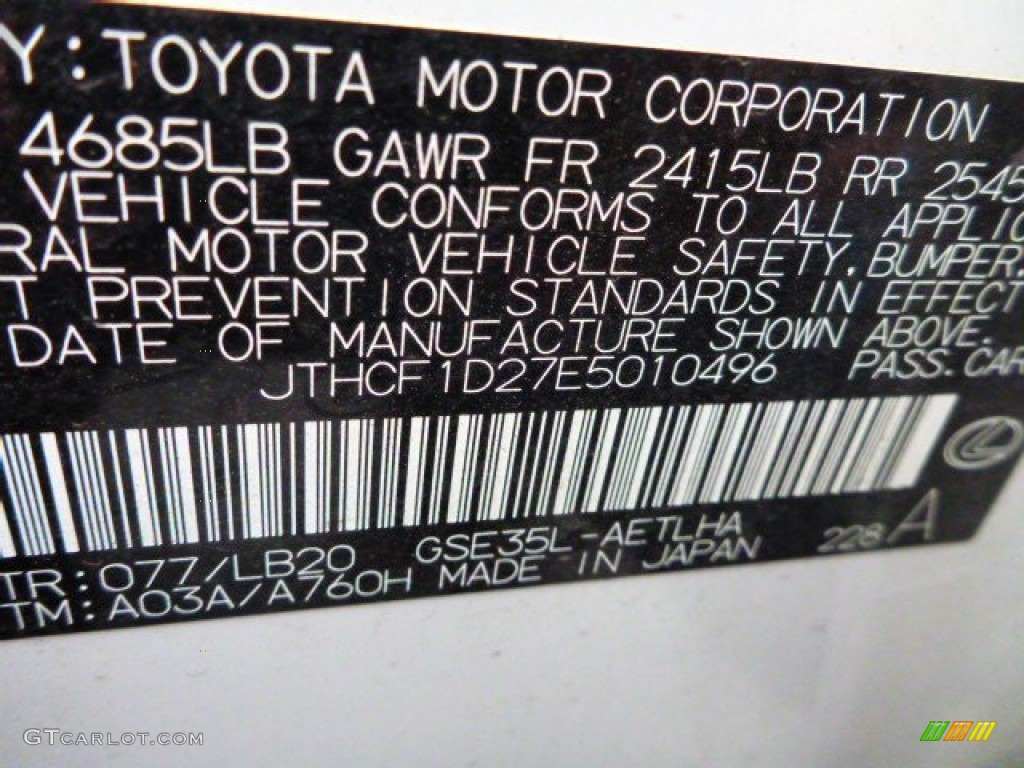 Y: TOYOTA MOTOR CORPORATION
4685LB GAWR FR 2415LB RR 2545
VEHICLE CONFORMS TO ALL APPLIC
RAL MOTOR VEHICLE SAFETY, BUMPER,
T PREVENTION STANDARDS IN EFFECT
DATE OF MANUFACTURE SHOWN ABOVE.
JTHCF1D27E5010496 PASS. CAR
TR: 077/LB20 GSE35L-AETLHA 228 A
TM: A03A/A760H MADE IN JAPAN
GTCARLOT.COM